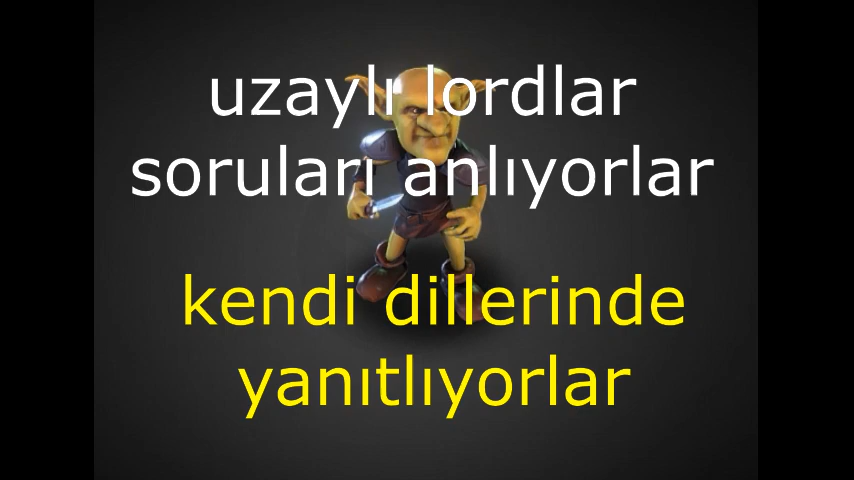 uzaylı lordlar
soruları anlıyorlar
kendi dillerinde
yanıtlıyorlar